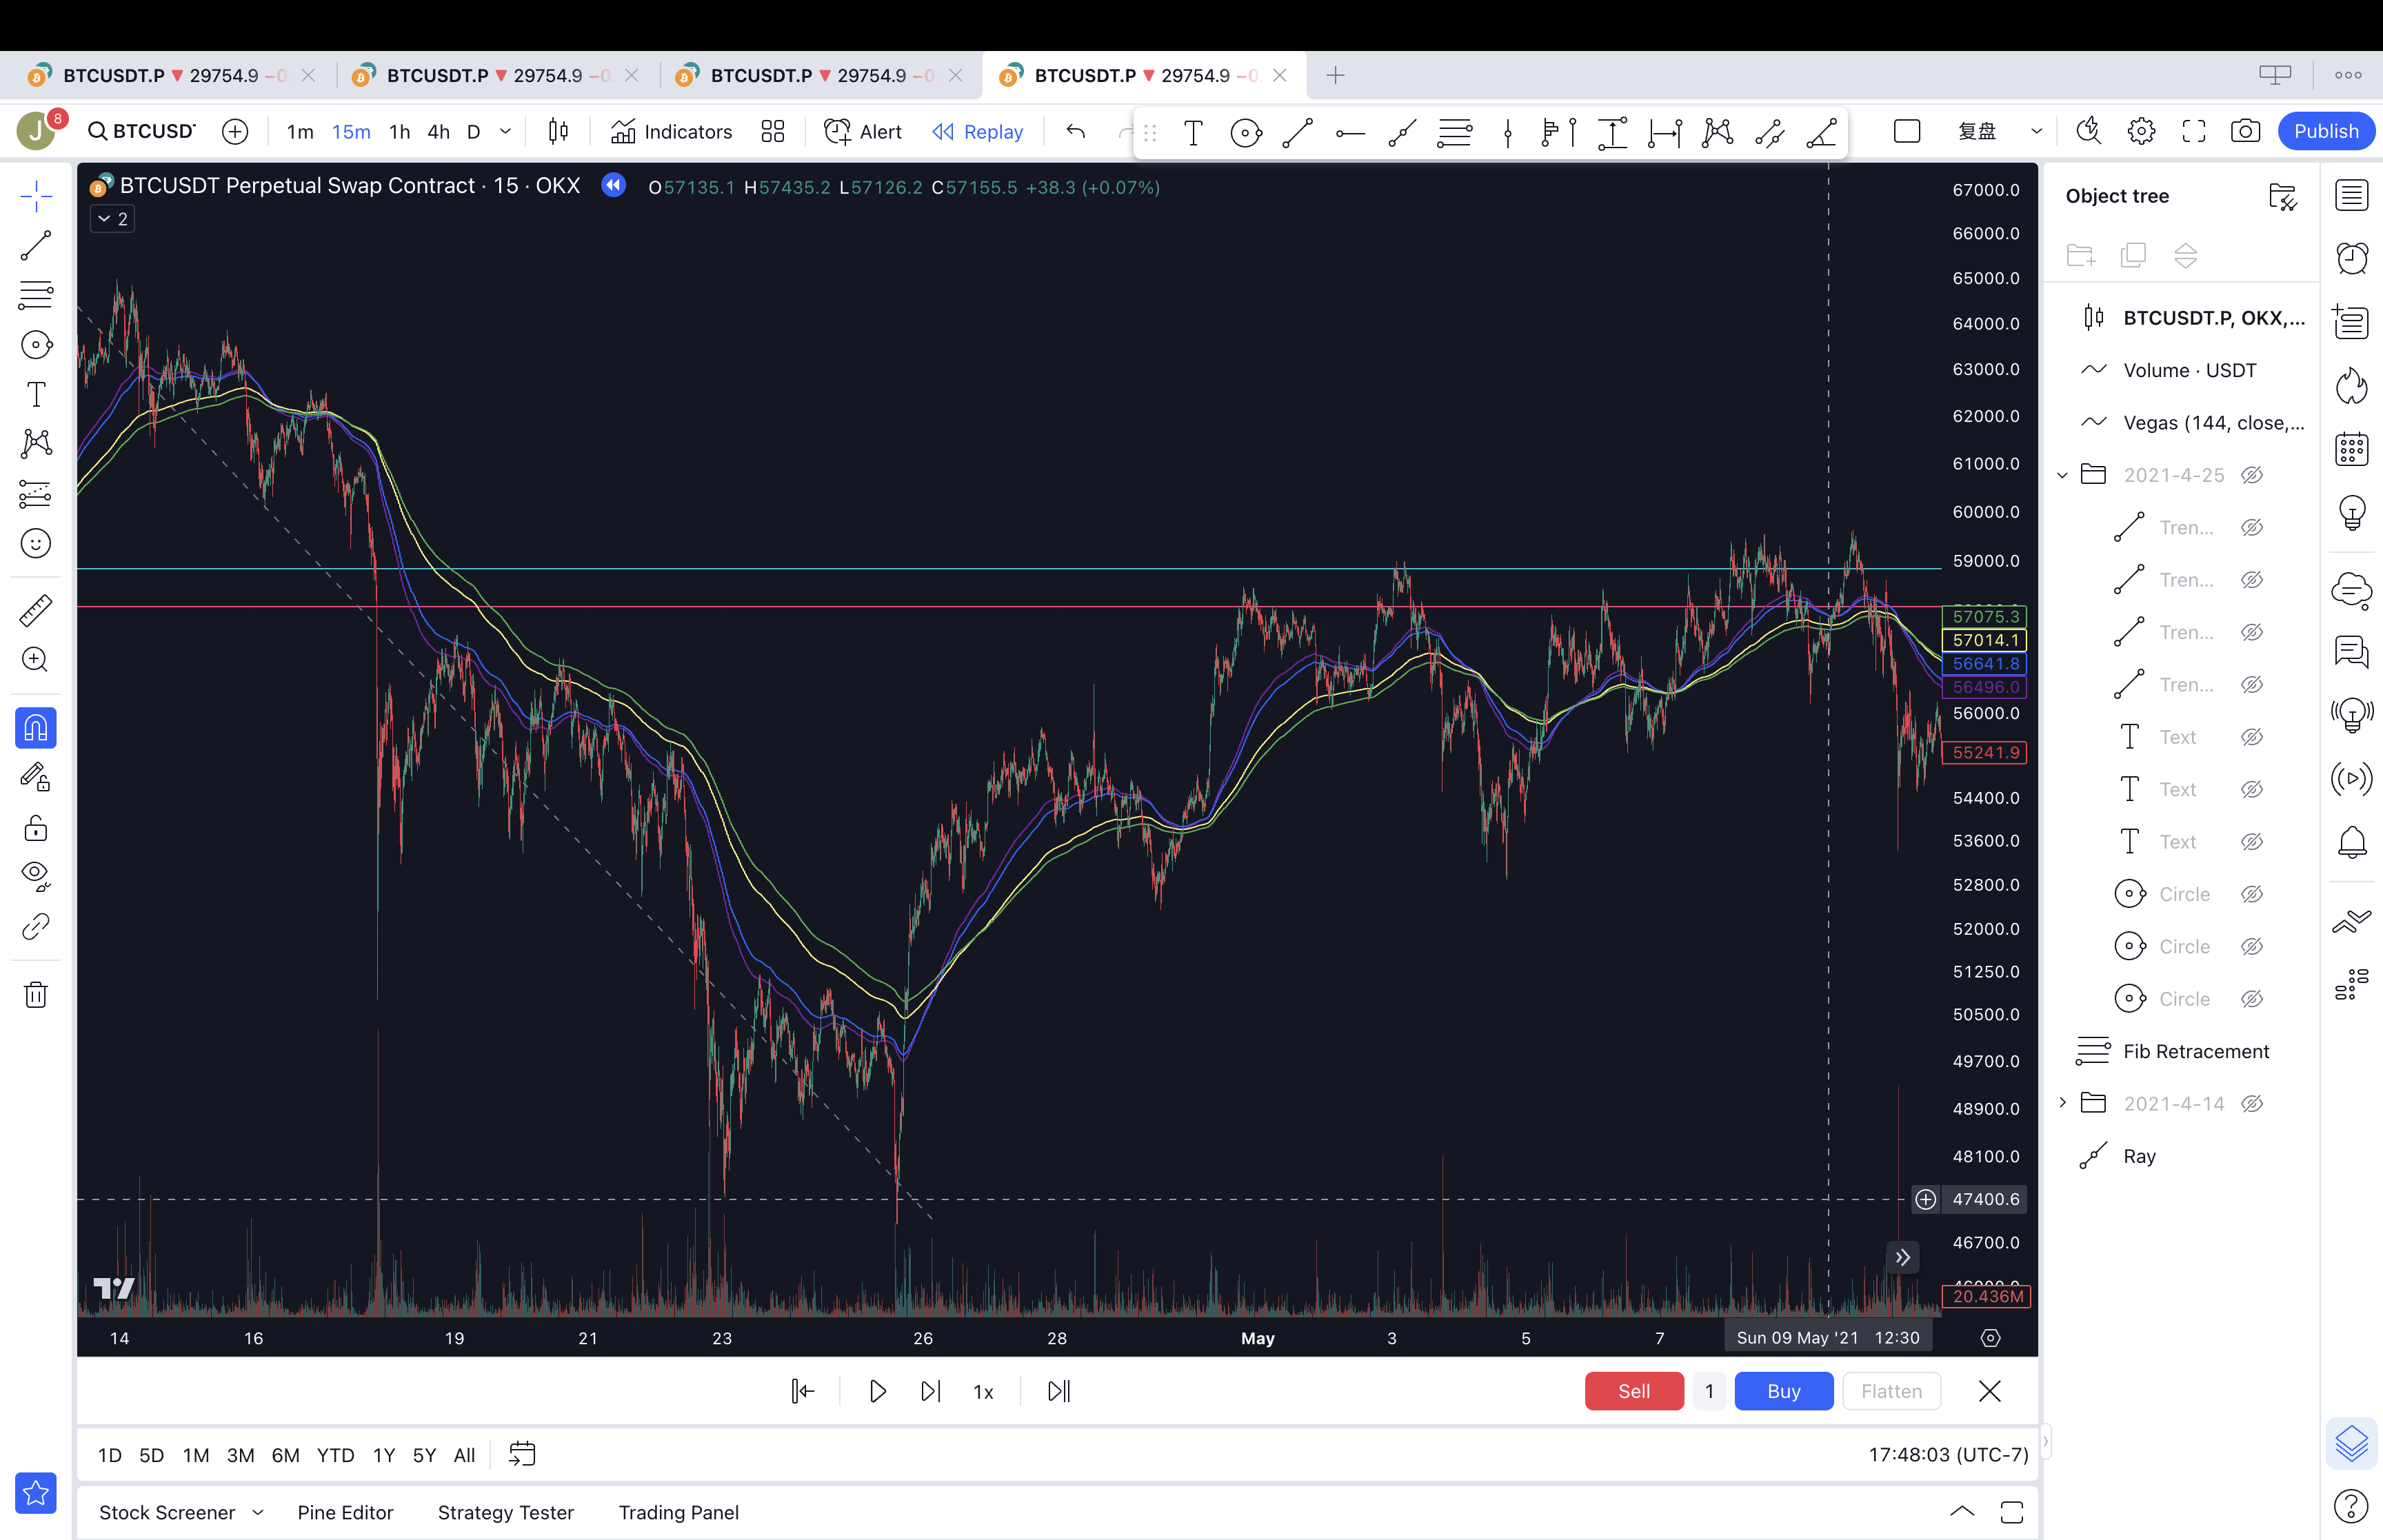 BTCUSDT.P ▼ 29754.9 −0 BTCUSDT.P ▼ 29754.9 −0 BTCUSDT.P ▼ 29754.9 −0. BTCUSDT.P ▼ 29754.9 −0.
J 8 BTCUSD 1m 15m 1h 4h D Indicators Alert Replay 复盘 Publish
BTCUSDT Perpetual Swap Contract · 15 · OKX O57135.1 H57435.2 L57126.2 C57155.5 +38.3 (+0.07%)
2
67000.0
66000.0
65000.0
64000.0
63000.0
62000.0
61000.0
60000.0
59000.0
57075.3
57014.1
56641.8
56496.0
56000.0
55241.9
54400.0
53600.0
52800.0
52000.0
51250.0
50500.0
49700.0
48900.0
48100.0
47400.6
46700.0
20.436M
14 16 19 21 23 26 28 May 3 5 7 Sun 09 May '21 12:30
Object tree
BTCUSDT.P, OKX,...
Volume · USDT
Vegas (144, close,...
2021-4-25
Tren...
Tren...
Tren...
Tren...
Text
Text
Text
Circle
Circle
Circle
Fib Retracement
2021-4-14
Ray
1x Sell 1 Buy Flatten
1D 5D 1M 3M 6M YTD 1Y 5Y All 17:48:03 (UTC-7)
Stock Screener Pine Editor Strategy Tester Trading Panel